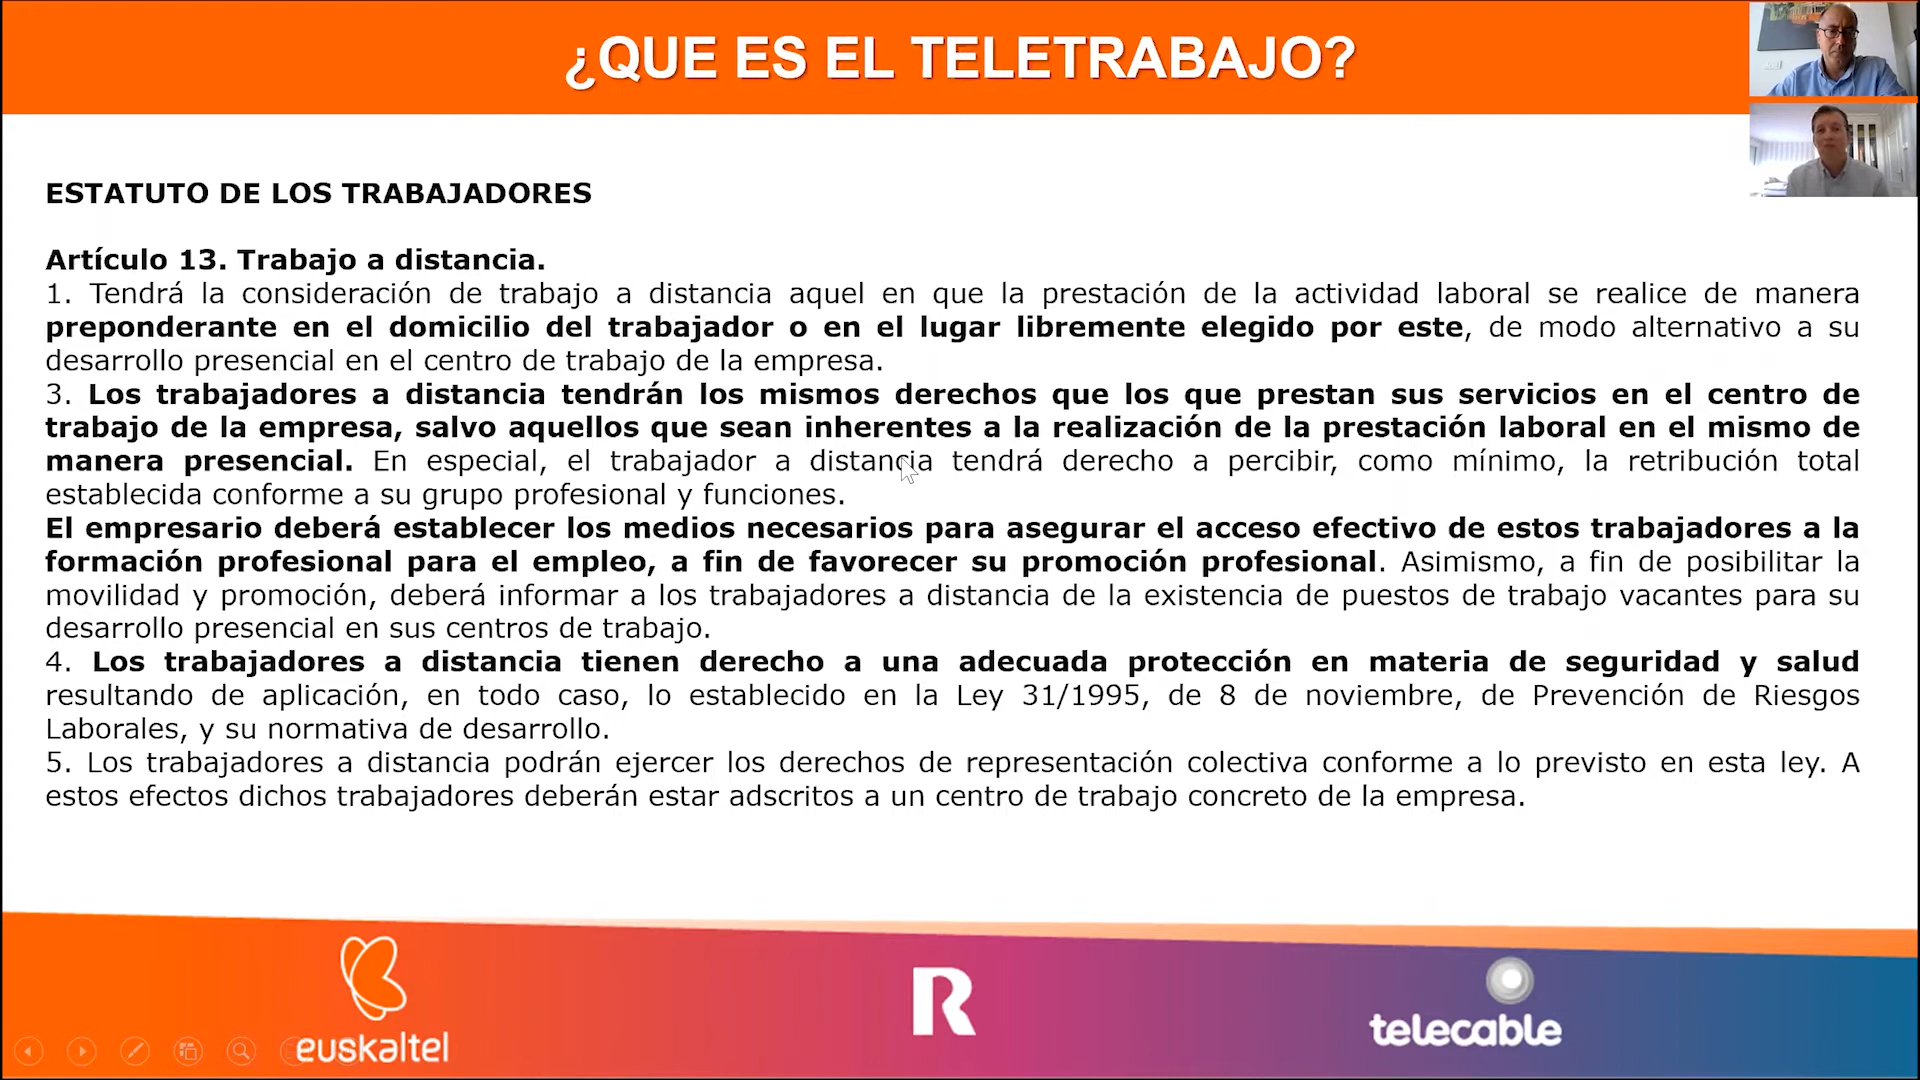 ¿QUE ES EL TELETRABAJO?
ESTATUTO DE LOS TRABAJADORES
Artículo 13. Trabajo a distancia.
1. Tendrá la consideración de trabajo a distancia aquel en que la prestación de la actividad laboral se realice de manera
preponderante en el domicilio del trabajador o en el lugar libremente elegido por este, de modo alternativo a su
desarrollo presencial en el centro de trabajo de la empresa.
3. Los trabajadores a distancia tendrán los mismos derechos que los que prestan sus servicios en el centro de
trabajo de la empresa, salvo aquellos que sean inherentes a la realización de la prestación laboral en el mismo de
manera presencial. En especial, el trabajador a distancia tendrá derecho a percibir, como mínimo, la retribución total
establecida conforme a su grupo profesional y funciones.
El empresario deberá establecer los medios necesarios para asegurar el acceso efectivo de estos trabajadores a la
formación profesional para el empleo, a fin de favorecer su promoción profesional. Asimismo, a fin de posibilitar la
movilidad y promoción, deberá informar a los trabajadores a distancia de la existencia de puestos de trabajo vacantes para su
desarrollo presencial en sus centros de trabajo.
4. Los trabajadores a distancia tienen derecho a una adecuada protección en materia de seguridad y salud
resultando de aplicación, en todo caso, lo establecido en la Ley 31/1995, de 8 de noviembre, de Prevención de Riesgos
Laborales, y su normativa de desarrollo.
5. Los trabajadores a distancia podrán ejercer los derechos de representación colectiva conforme a lo previsto en esta ley. A
estos efectos dichos trabajadores deberán estar adscritos a un centro de trabajo concreto de la empresa.
euskaltel
R
telecable